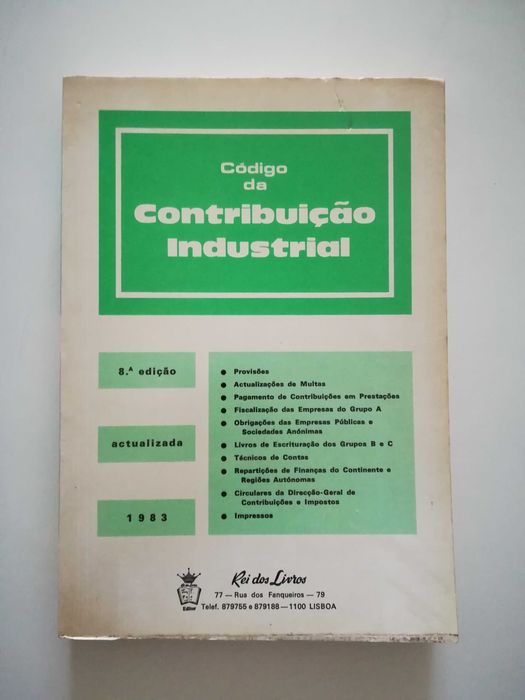 Código
da
Contribuição
Industrial
8.ª edição
actualizada
1983
● Provisões
● Actualizações de Multas
● Pagamento de Contribuições em Prestações
● Fiscalização das Empresas do Grupo A
● Obrigações das Empresas Públicas e
Sociedades Anónimas
● Livros de Escrituração dos Grupos B e C
● Técnicos de Contas
● Repartições de Finanças do Continente e
Regiões Autónomas
● Circulares da Direcção-Geral de
Contribuições e Impostos
● Impressos
Editor
Rei dos Livros
77 — Rua dos Fanqueiros — 79
Telef. 879755 e 879188 — 1100 LISBOA